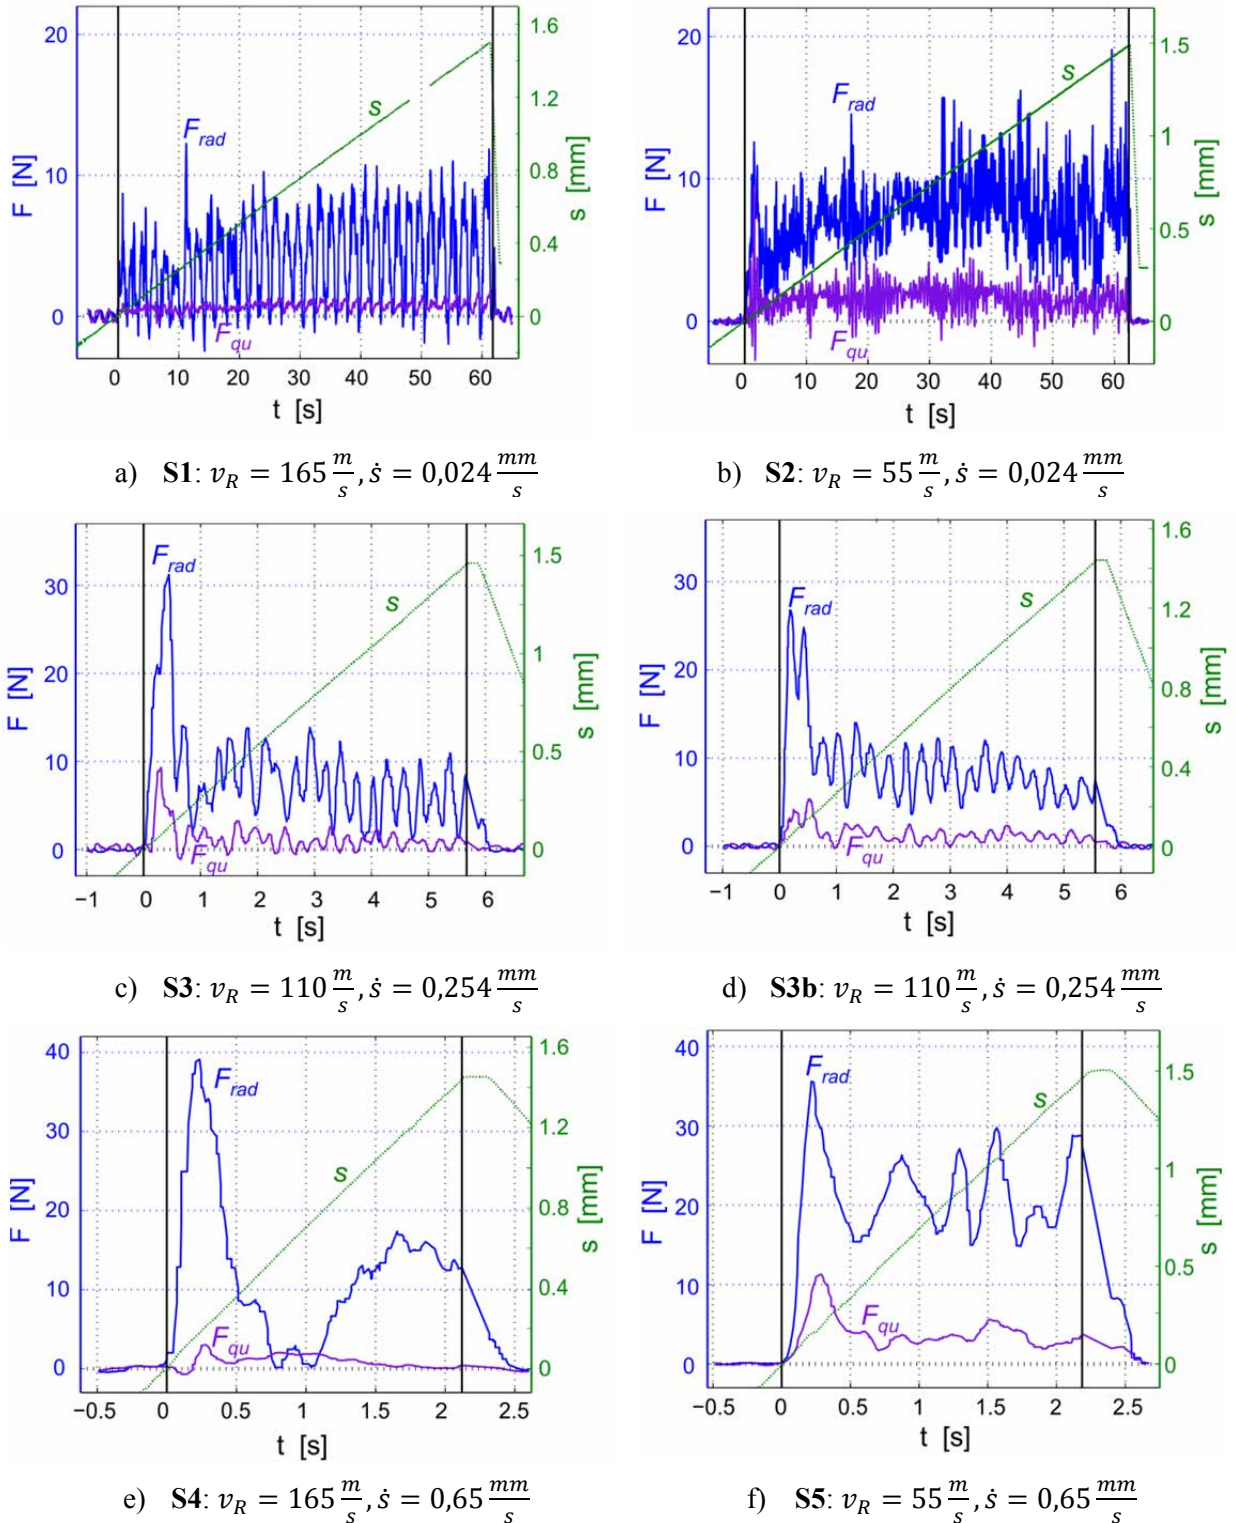 20
10
0
F [N]
F_rad
F_qu
s
1.6
1.2
0.8
0.4
0
s [mm]
0 10 20 30 40 50 60
t [s]
a) S1: v_R = 165 m/s, ṡ = 0,024 mm/s
20
10
0
F [N]
F_rad
F_qu
s
1.5
1
0.5
0
s [mm]
0 10 20 30 40 50 60
t [s]
b) S2: v_R = 55 m/s, ṡ = 0,024 mm/s
30
20
10
0
F [N]
F_rad
F_qu
s
1.5
1
0.5
0
s [mm]
−1 0 1 2 3 4 5 6
t [s]
c) S3: v_R = 110 m/s, ṡ = 0,254 mm/s
30
20
10
0
F [N]
F_rad
F_qu
s
1.6
1.2
0.8
0.4
0
s [mm]
−1 0 1 2 3 4 5 6
t [s]
d) S3b: v_R = 110 m/s, ṡ = 0,254 mm/s
40
30
20
10
0
F [N]
F_rad
F_qu
s
1.6
1.2
0.8
0.4
0
s [mm]
−0.5 0 0.5 1 1.5 2 2.5
t [s]
e) S4: v_R = 165 m/s, ṡ = 0,65 mm/s
40
30
20
10
0
F [N]
F_rad
F_qu
s
1.5
1
0.5
0
s [mm]
−0.5 0 0.5 1 1.5 2 2.5
t [s]
f) S5: v_R = 55 m/s, ṡ = 0,65 mm/s